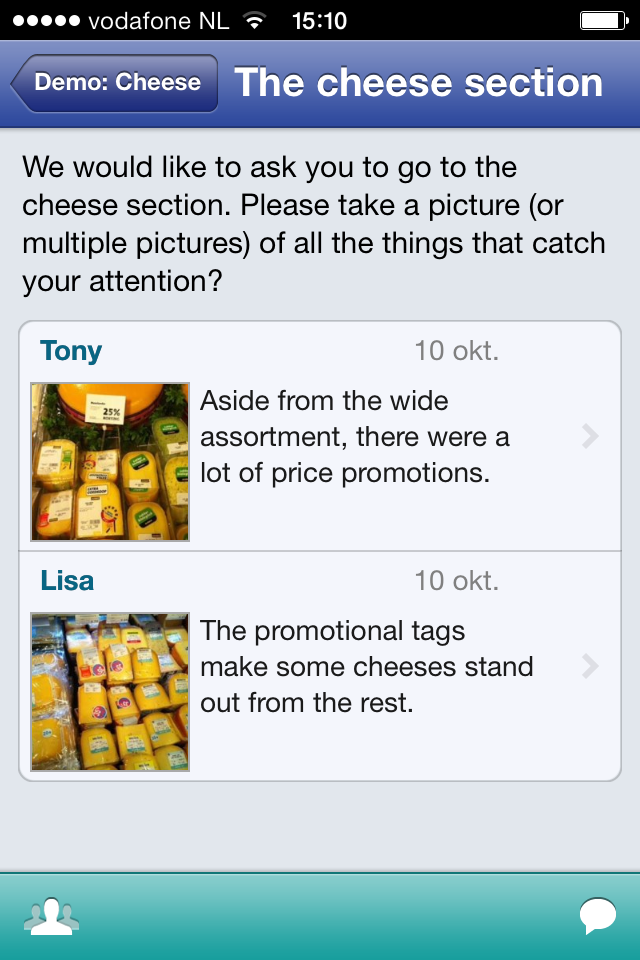 vodafone NL 15:10
Demo: Cheese
The cheese section
We would like to ask you to go to the
cheese section. Please take a picture (or
multiple pictures) of all the things that catch
your attention?
Tony 10 okt.
25%
Aside from the wide
assortment, there were a
lot of price promotions.
Lisa 10 okt.
The promotional tags
make some cheeses stand
out from the rest.